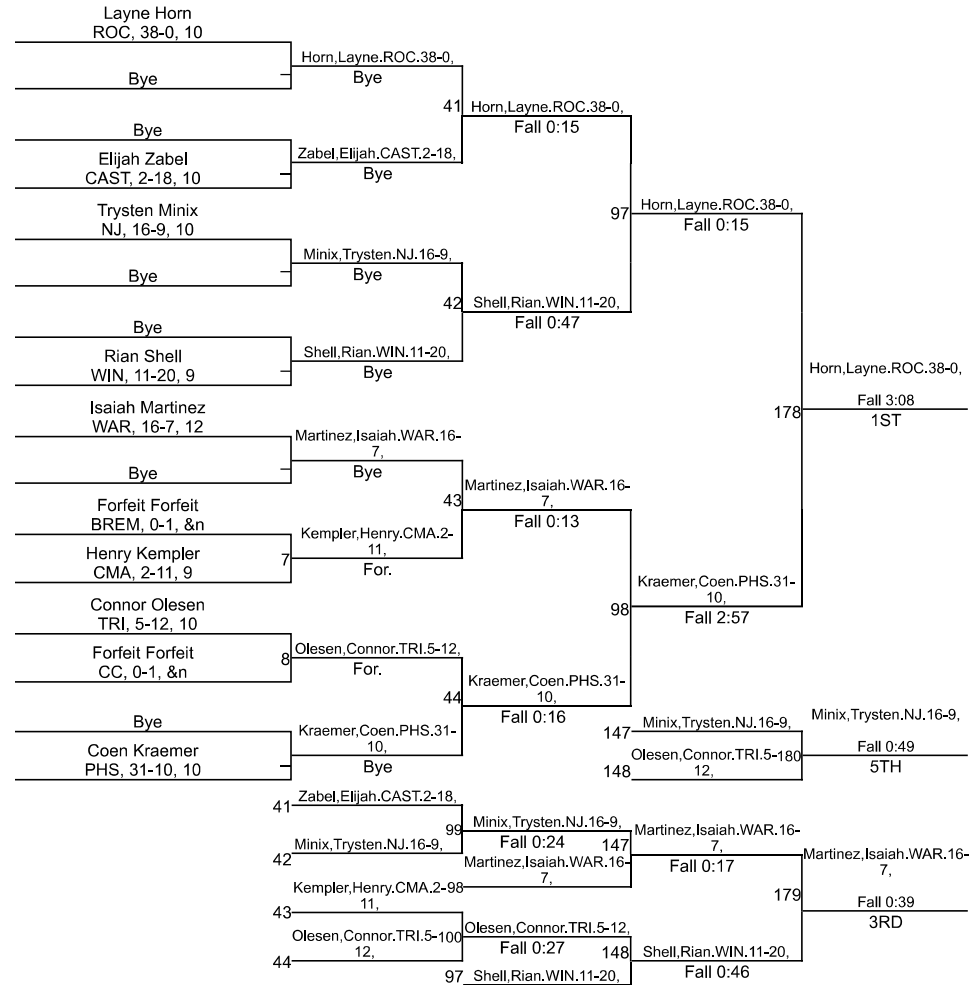 Layne Horn
ROC, 38-0, 10
Horn,Layne.ROC.38-0,
Bye
Bye
41
Horn,Layne.ROC.38-0,
Fall 0:15
Bye
Elijah Zabel
CAST, 2-18, 10
Zabel,Elijah.CAST.2-18,
Bye
97
Horn,Layne.ROC.38-0,
Fall 0:15
Trysten Minix
NJ, 16-9, 10
Minix,Trysten.NJ.16-9,
Bye
Bye
42
Shell,Rian.WIN.11-20,
Fall 0:47
Bye
Rian Shell
WIN, 11-20, 9
Shell,Rian.WIN.11-20,
Bye
178
Horn,Layne.ROC.38-0,
Fall 3:08
1ST
Isaiah Martinez
WAR, 16-7, 12
Martinez,Isaiah.WAR.16-
7,
Bye
Bye
43
Martinez,Isaiah.WAR.16-
7,
Fall 0:13
Forfeit Forfeit
BREM, 0-1, &n
Henry Kempler
CMA, 2-11, 9
7
Kempler,Henry.CMA.2-
11,
For.
98
Kraemer,Coen.PHS.31-
10,
Fall 2:57
Connor Olesen
TRI, 5-12, 10
Forfeit Forfeit
CC, 0-1, &n
8
Olesen,Connor.TRI.5-12,
For.
44
Kraemer,Coen.PHS.31-
10,
Fall 0:16
Bye
Coen Kraemer
PHS, 31-10, 10
Kraemer,Coen.PHS.31-
10,
Bye
147
Minix,Trysten.NJ.16-9,
148
Olesen,Connor.TRI.5-
12,
180
Minix,Trysten.NJ.16-9,
Fall 0:49
5TH
41
Zabel,Elijah.CAST.2-18,
42
Minix,Trysten.NJ.16-9,
99
Minix,Trysten.NJ.16-9,
Fall 0:24
98
Martinez,Isaiah.WAR.16-
7,
147
Martinez,Isaiah.WAR.16-
7,
Fall 0:17
43
Kempler,Henry.CMA.2-
11,
44
Olesen,Connor.TRI.5-
12,
100
Olesen,Connor.TRI.5-12,
Fall 0:27
97
Shell,Rian.WIN.11-20,
148
Shell,Rian.WIN.11-20,
Fall 0:46
179
Martinez,Isaiah.WAR.16-
7,
Fall 0:39
3RD